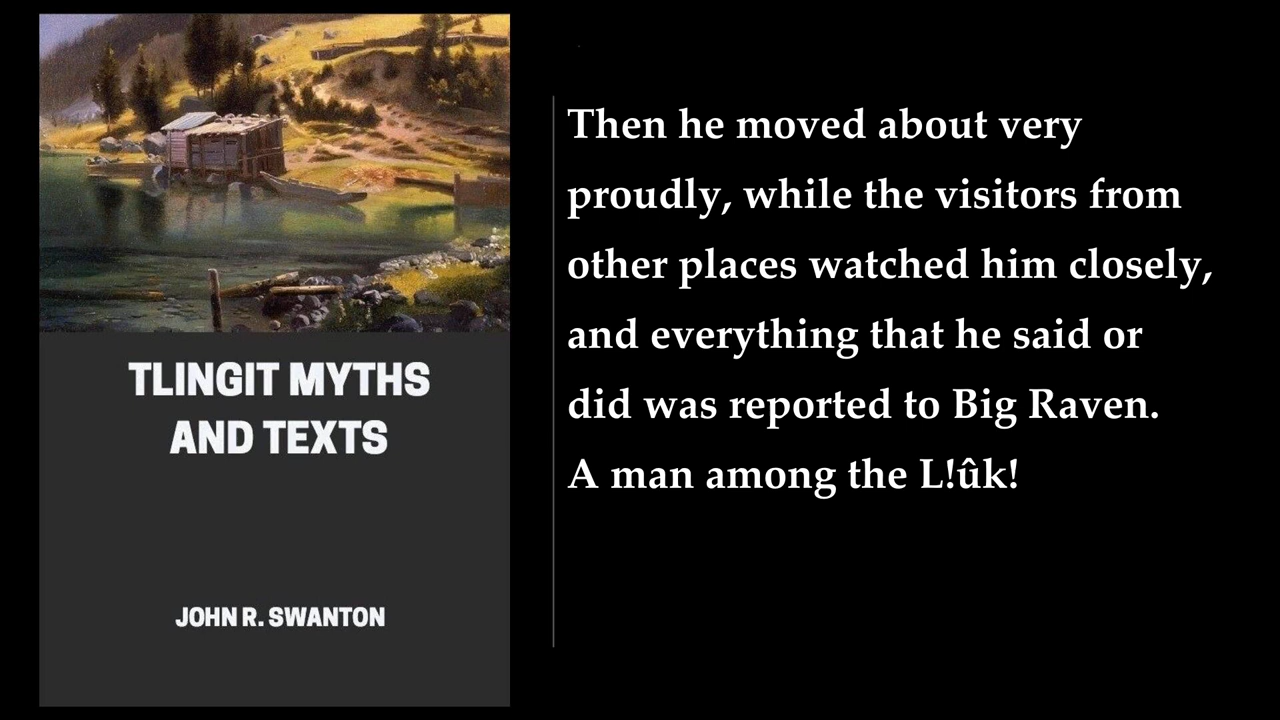 TLINGIT MYTHS
AND TEXTS
JOHN R. SWANTON
Then he moved about very
proudly, while the visitors from
other places watched him closely,
and everything that he said or
did was reported to Big Raven.
A man among the L!ûk!